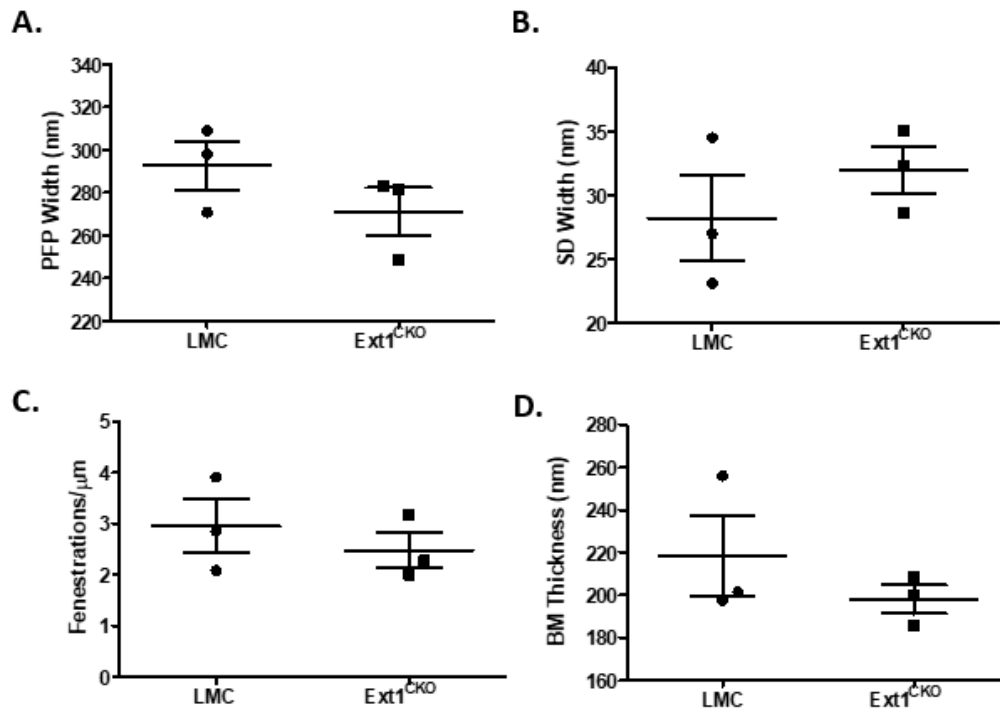 A.
PFP Width (nm)
340
320
300
280
260
240
220
LMC
Ext1CKO
B.
SD Width (nm)
40
35
30
25
20
LMC
Ext1CKO
C.
Fenestrations/μm
5
4
3
2
1
0
LMC
Ext1CKO
D.
BM Thickness (nm)
280
260
240
220
200
180
160
LMC
Ext1CKO